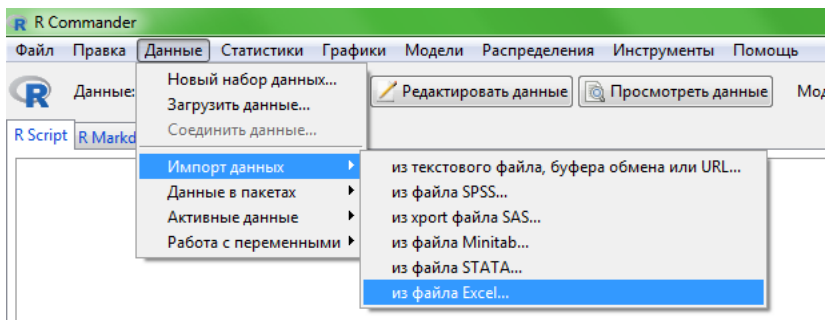 R Commander
Файл Правка Данные Статистики Графики Модели Распределения Инструменты Помощь
Данные: Редактировать данные Просмотреть данные
Новый набор данных...
Загрузить данные...
Соединить данные...
R Script R Markd
Импорт данных
Данные в пакетах
Активные данные
Работа с переменными
из текстового файла, буфера обмена или URL...
из файла SPSS...
из xport файла SAS...
из файла Minitab...
из файла STATA...
из файла Excel...